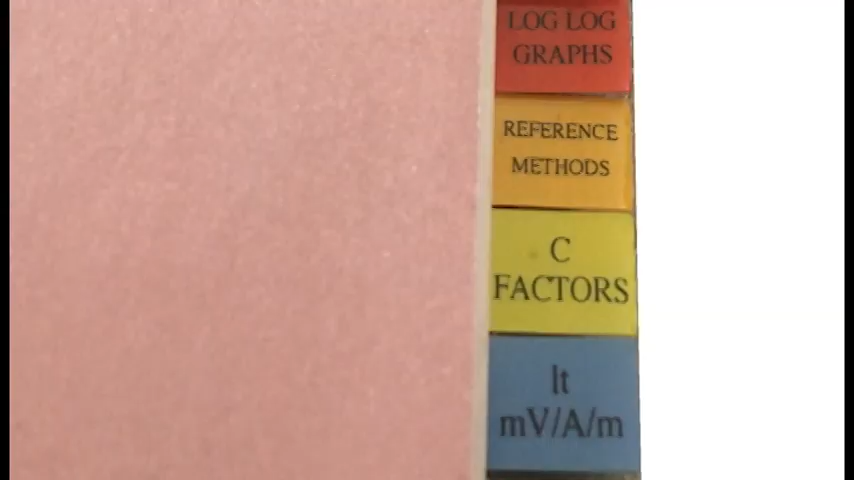 LOG LOG
GRAPHS
REFERENCE
METHODS
C
FACTORS
It
mV/A/m